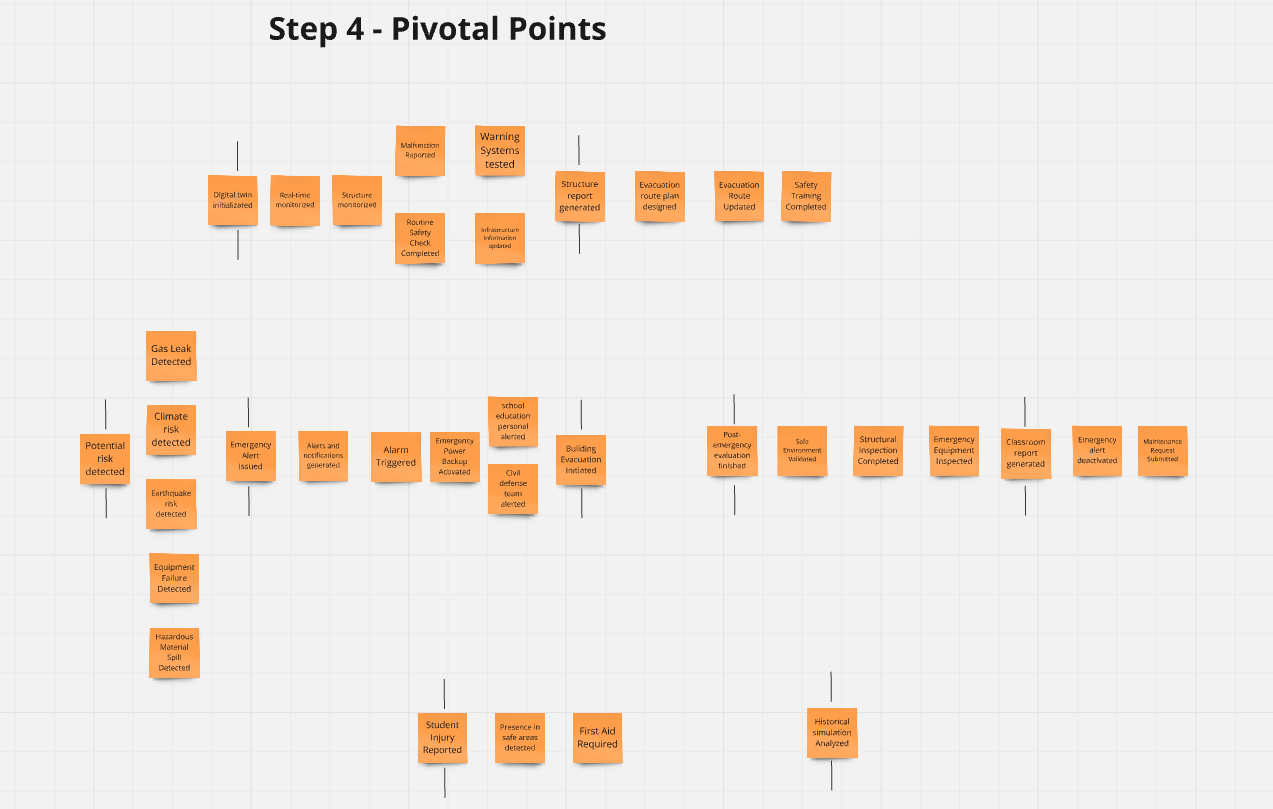 Step 4 - Pivotal Points
Malfunction
Reported
Warning
Systems
tested
Digital twin
initializated
Real-time
monitorized
Structure
monitorized
Structure
report
generated
Evacuation
route plan
designed
Evacuation
Route
Updated
Safety
Training
Completed
Routine
Safety
Check
Completed
Infrastructure
Information
updated
Gas Leak
Detected
Climate
risk
detected
Potential
risk
detected
Earthquake
risk
detected
Equipment
Failure
Detected
Hazardous
Material
Spill
Detected
Emergency
Alert
Issued
Alerts and
notifications
generated
Alarm
Triggered
Emergency
Power
Backup
Activated
school
education
personal
alerted
Civil
defense
team
alerted
Building
Evacuation
Initiated
Post-
emergency
evaluation
finished
Safe
Environment
Validated
Structural
Inspection
Completed
Emergency
Equipment
Inspected
Classroom
report
generated
Emergency
alert
deactivated
Maintenance
Request
Submitted
Student
Injury
Reported
Presence in
safe areas
detected
First Aid
Required
Historical
simulation
Analyzed